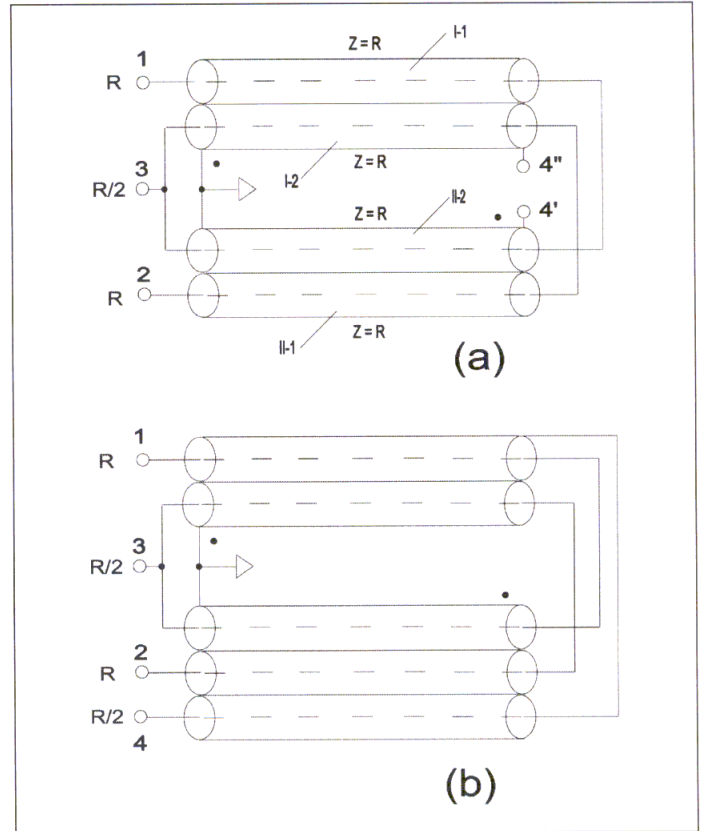 Z = R
I-1
1
R
3
R/2
Z = R
4"
I-2
Z = R
II-2
4'
2
R
Z = R
II-1
(a)
1
R
3
R/2
2
R
R/2
4
(b)